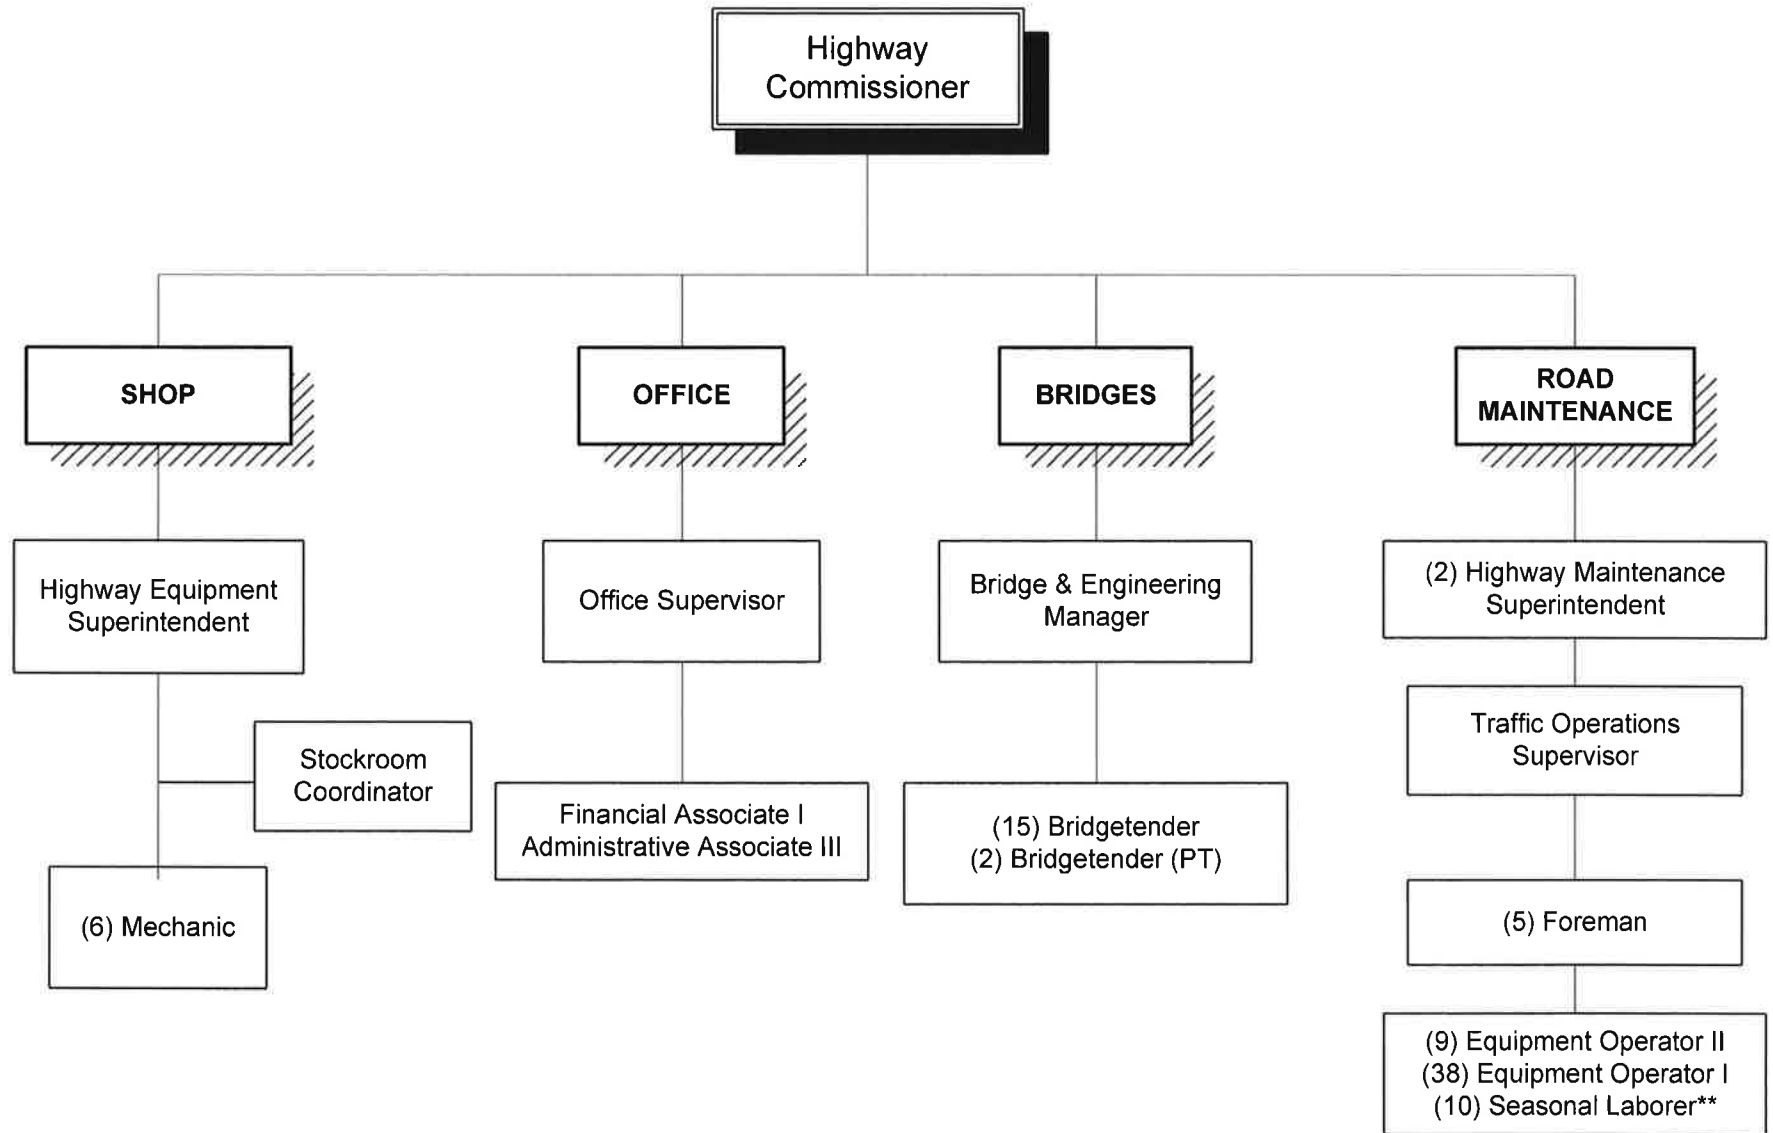 Highway
Commissioner
SHOP
OFFICE
BRIDGES
ROAD
MAINTENANCE
Highway Equipment
Superintendent
Office Supervisor
Bridge & Engineering
Manager
(2) Highway Maintenance
Superintendent
Stockroom
Coordinator
Traffic Operations
Supervisor
Financial Associate I
Administrative Associate III
(15) Bridgetender
(2) Bridgetender (PT)
(6) Mechanic
(5) Foreman
(9) Equipment Operator II
(38) Equipment Operator I
(10) Seasonal Laborer**